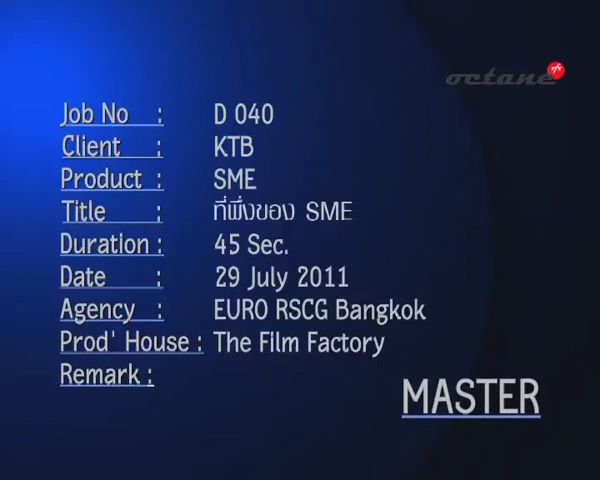 octane rfx
Job No : D 040
Client : KTB
Product : SME
Title : ที่พึ่งของ SME
Duration : 45 Sec.
Date : 29 July 2011
Agency : EURO RSCG Bangkok
Prod' House : The Film Factory
Remark :
MASTER